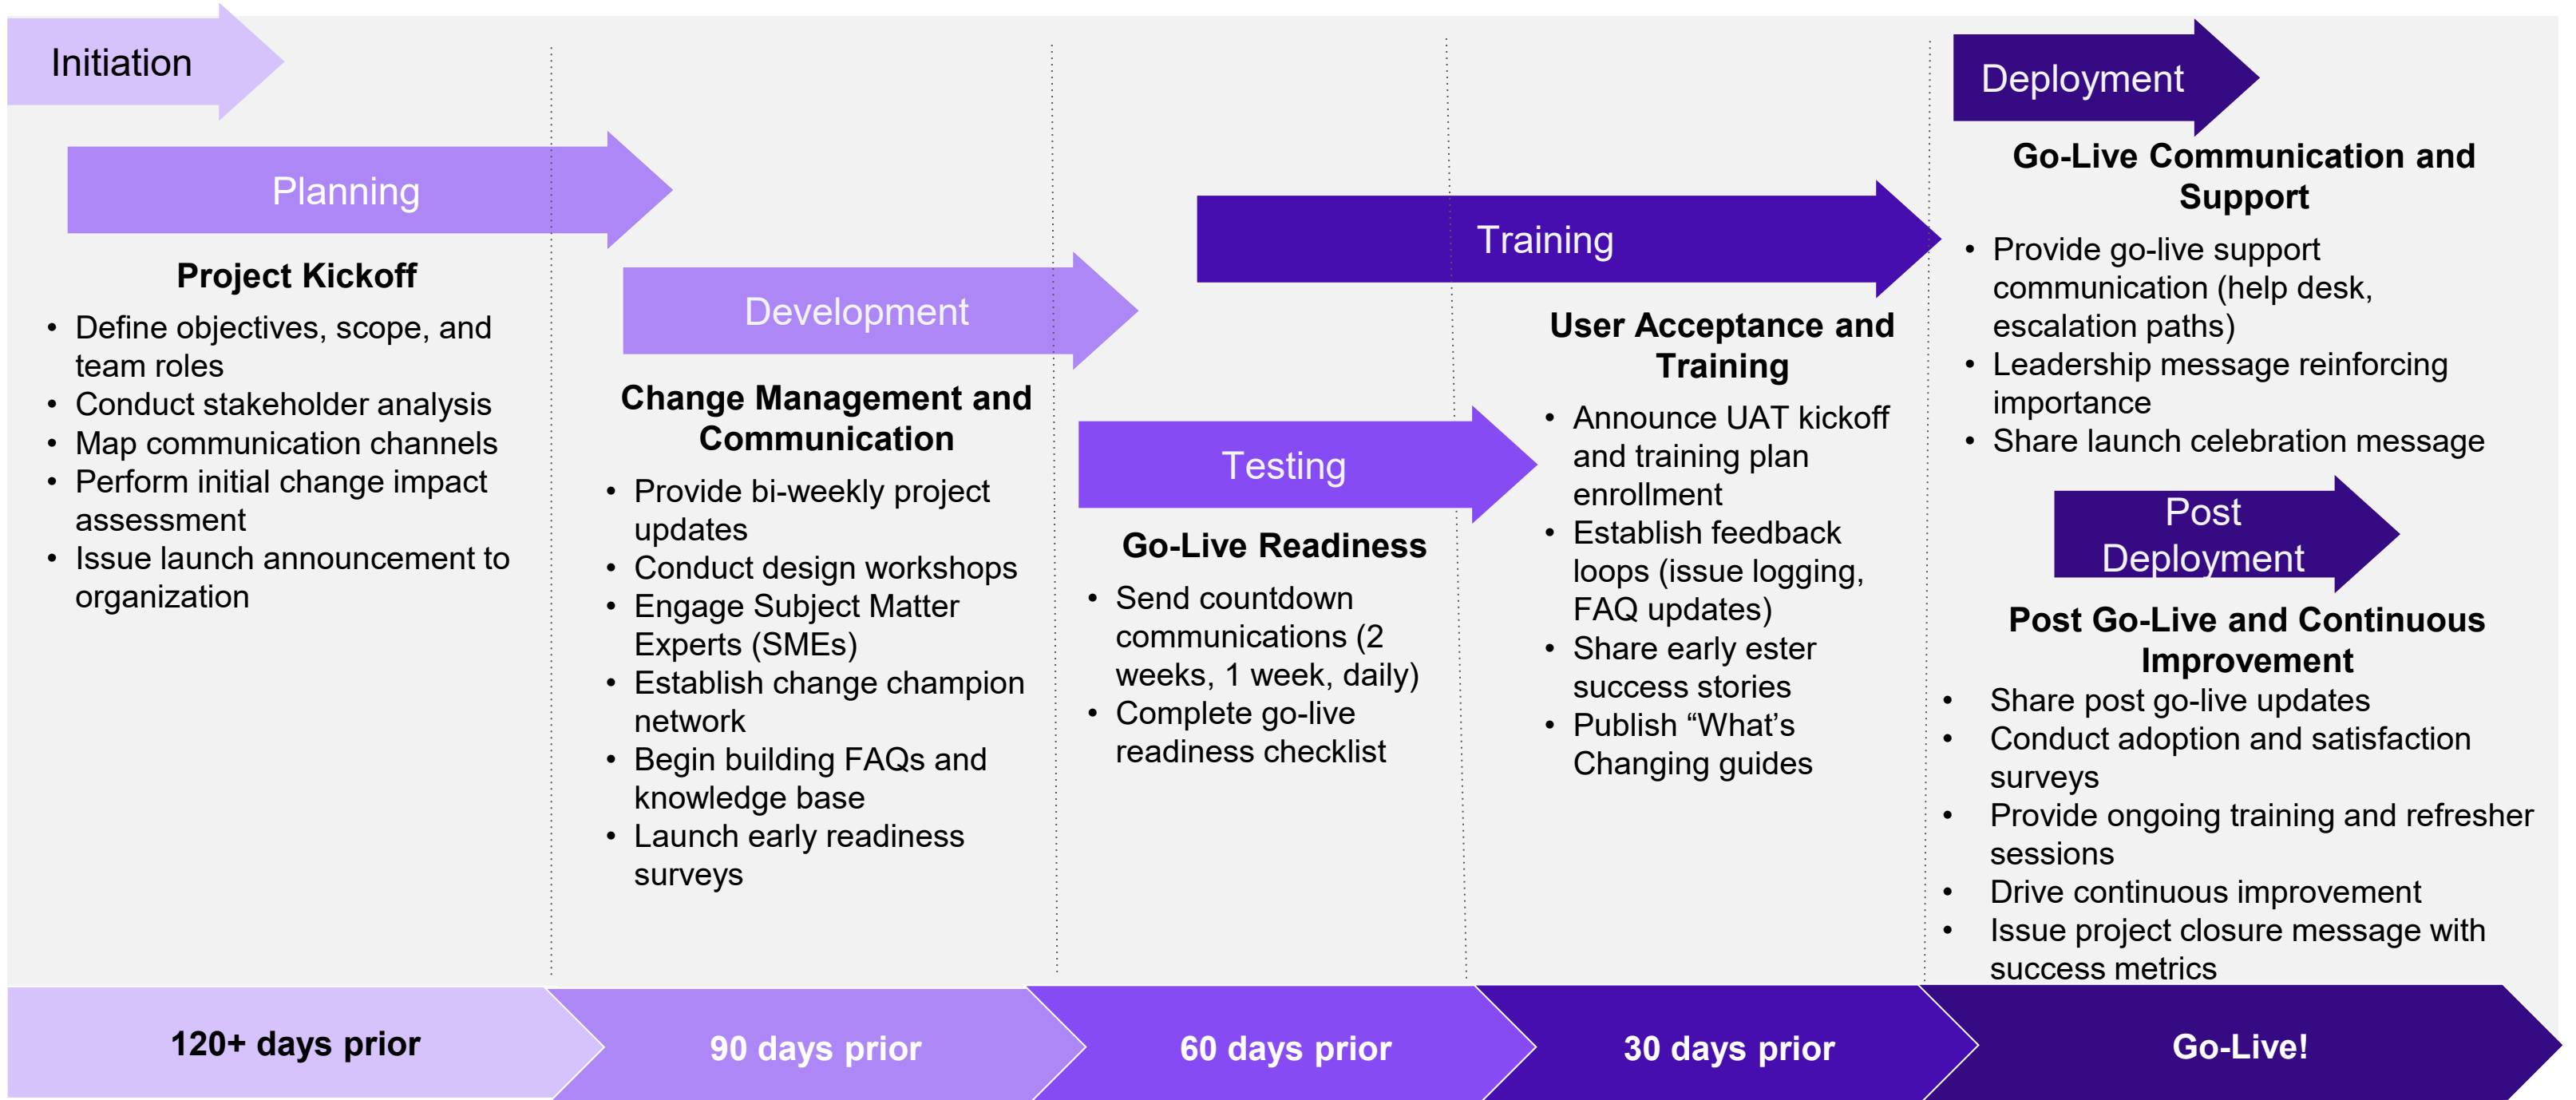 Initiation
Planning
Project Kickoff
• Define objectives, scope, and
team roles
• Conduct stakeholder analysis
• Map communication channels
• Perform initial change impact
assessment
• Issue launch announcement to
organization
Development
Change Management and
Communication
• Provide bi-weekly project
updates
• Conduct design workshops
• Engage Subject Matter
Experts (SMEs)
• Establish change champion
network
• Begin building FAQs and
knowledge base
• Launch early readiness
surveys
Testing
Go-Live Readiness
• Send countdown
communications (2
weeks, 1 week, daily)
• Complete go-live
readiness checklist
Training
User Acceptance and
Training
• Announce UAT kickoff
and training plan
enrollment
• Establish feedback
loops (issue logging,
FAQ updates)
• Share early ester
success stories
• Publish “What’s
Changing guides
Deployment
Go-Live Communication and
Support
• Provide go-live support
communication (help desk,
escalation paths)
• Leadership message reinforcing
importance
• Share launch celebration message
Post
Deployment
Post Go-Live and Continuous
Improvement
• Share post go-live updates
• Conduct adoption and satisfaction
surveys
• Provide ongoing training and refresher
sessions
• Drive continuous improvement
• Issue project closure message with
success metrics
120+ days prior
90 days prior
60 days prior
30 days prior
Go-Live!